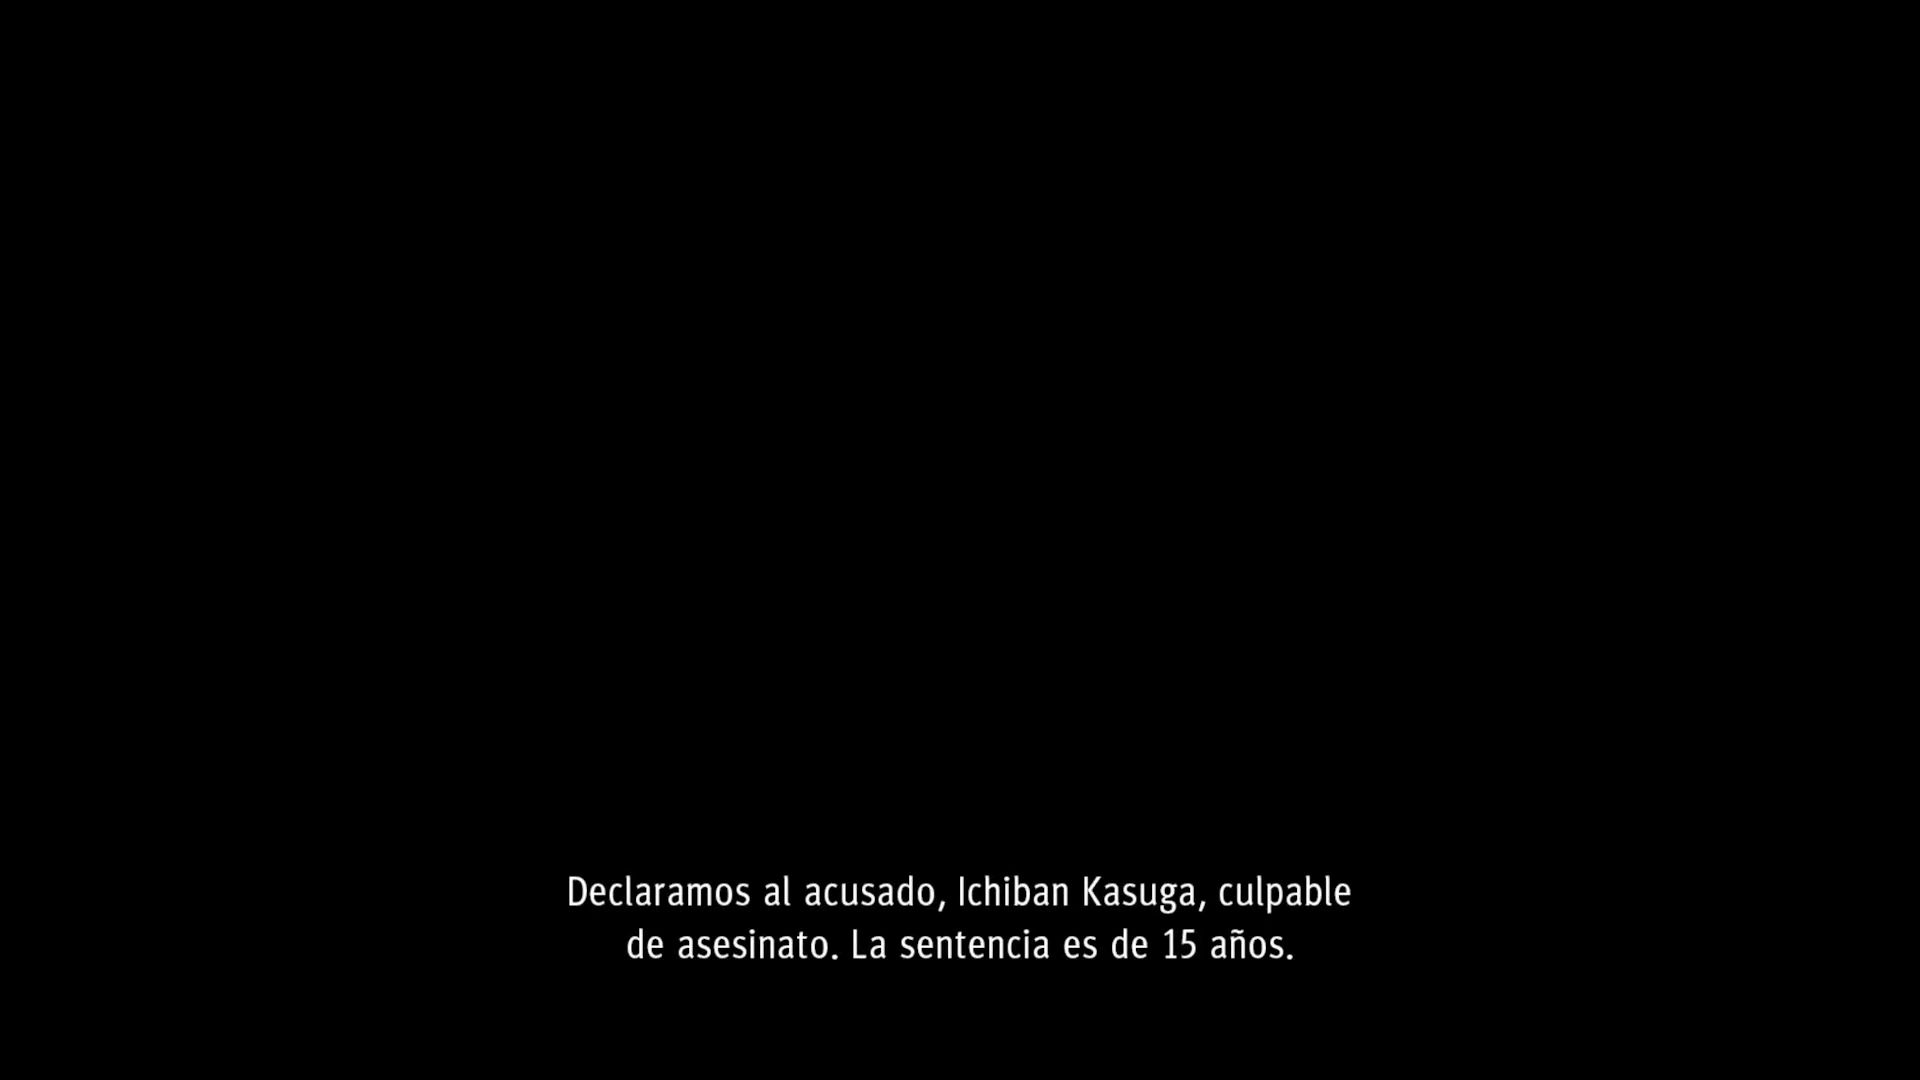 Declaramos al acusado, Ichiban Kasuga, culpable
de asesinato. La sentencia es de 15 años.